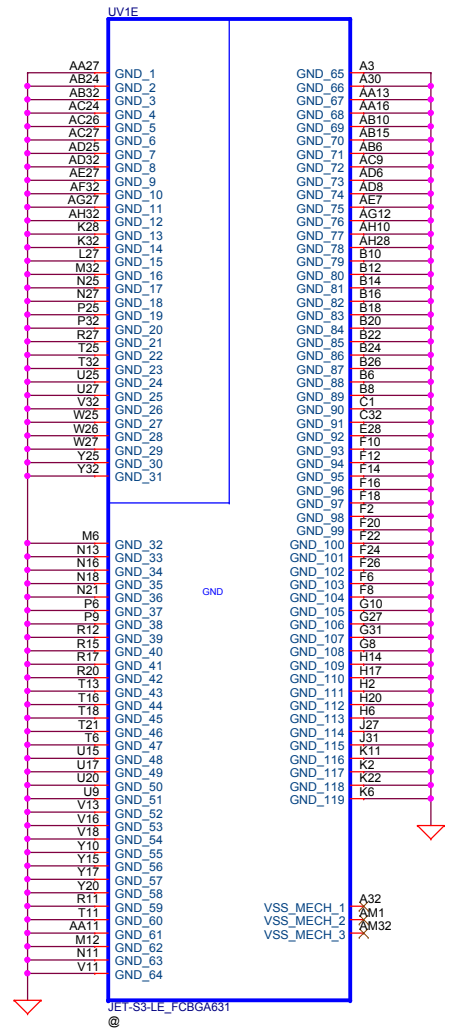 UV1E
AA27 GND_1 GND_65 A3
AB24 GND_2 GND_66 A30
AB32 GND_3 GND_67 AA13
AC24 GND_4 GND_68 AA16
AC26 GND_5 GND_69 AB10
AC27 GND_6 GND_70 AB15
AD25 GND_7 GND_71 AB6
AD32 GND_8 GND_72 AC9
AE27 GND_9 GND_73 AD6
AF32 GND_10 GND_74 AD8
AG27 GND_11 GND_75 AE7
AH32 GND_12 GND_76 AG12
K28 GND_13 GND_77 AH10
K32 GND_14 GND_78 AH28
L27 GND_15 GND_79 B10
M32 GND_16 GND_80 B12
N25 GND_17 GND_81 B14
N27 GND_18 GND_82 B16
P25 GND_19 GND_83 B18
P32 GND_20 GND_84 B20
R27 GND_21 GND_85 B22
T25 GND_22 GND_86 B24
T32 GND_23 GND_87 B26
U25 GND_24 GND_88 B6
U27 GND_25 GND_89 B8
V32 GND_26 GND_90 C1
W25 GND_27 GND_91 C32
W26 GND_28 GND_92 E28
W27 GND_29 GND_93 F10
Y25 GND_30 GND_94 F12
Y32 GND_31 GND_95 F14
GND_96 F16
GND_97 F18
GND_98 F2
GND_99 F20
M6 GND_32 GND_100 F22
N13 GND_33 GND_101 F24
N16 GND_34 GND_102 F26
N18 GND_35 GND_103 F6
N21 GND_36 GND GND_104 F8
P6 GND_37 GND_105 G10
P9 GND_38 GND_106 G27
R12 GND_39 GND_107 G31
R15 GND_40 GND_108 G8
R17 GND_41 GND_109 H14
R20 GND_42 GND_110 H17
T13 GND_43 GND_111 H2
T16 GND_44 GND_112 H20
T18 GND_45 GND_113 H6
T21 GND_46 GND_114 J27
T6 GND_47 GND_115 J31
U15 GND_48 GND_116 K11
U17 GND_49 GND_117 K2
U20 GND_50 GND_118 K22
U9 GND_51 GND_119 K6
V13 GND_52
V16 GND_53
V18 GND_54
Y10 GND_55
Y15 GND_56
Y17 GND_57
Y20 GND_58
R11 GND_59 VSS_MECH_1 A32
T11 GND_60 VSS_MECH_2 AM1
AA11 GND_61 VSS_MECH_3 AM32
M12 GND_62
N11 GND_63
V11 GND_64
JET-S3-LE_FCBGA631
@